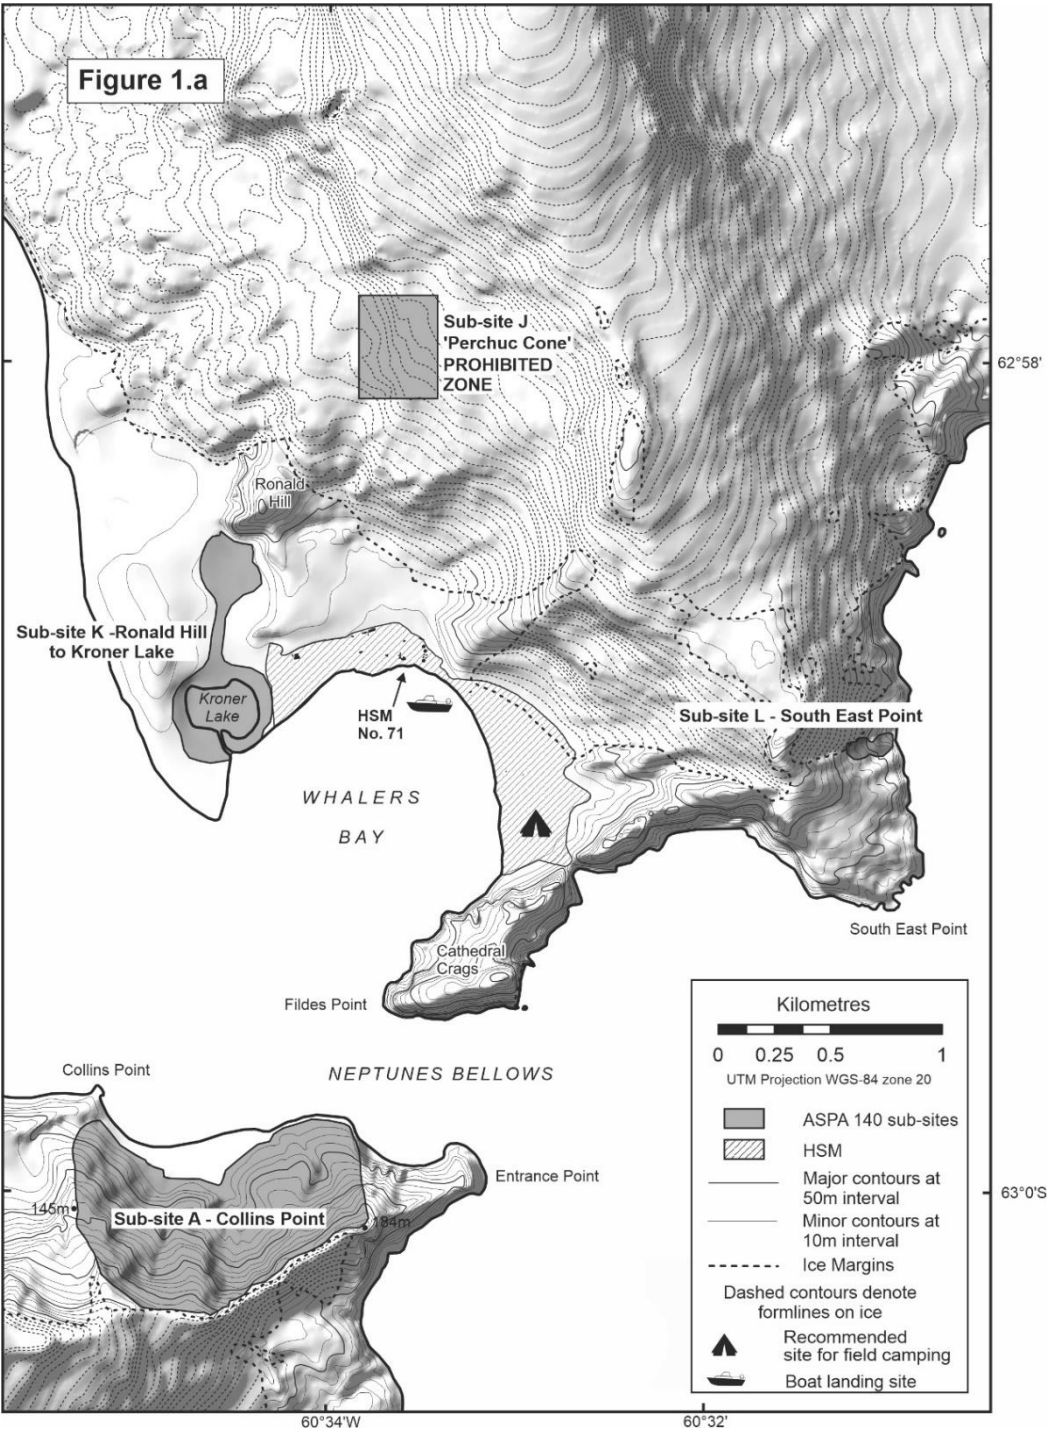 Figure 1.a
Sub-site J
'Perchuc Cone'
PROHIBITED
ZONE
62°58'
Ronald
Hill
Sub-site K -Ronald Hill
to Kroner Lake
Kroner
Lake
HSM
No. 71
Sub-site L - South East Point
WHALERS
BAY
South East Point
Cathedral
Crags
Fildes Point
NEPTUNES BELLOWS
Collins Point
Entrance Point
145m
Sub-site A - Collins Point
184m
63°0'S
Kilometres
0 0.25 0.5 1
UTM Projection WGS-84 zone 20
ASPA 140 sub-sites
HSM
Major contours at
50m interval
Minor contours at
10m interval
Ice Margins
Dashed contours denote
formlines on ice
Recommended
site for field camping
Boat landing site
60°34'W
60°32'